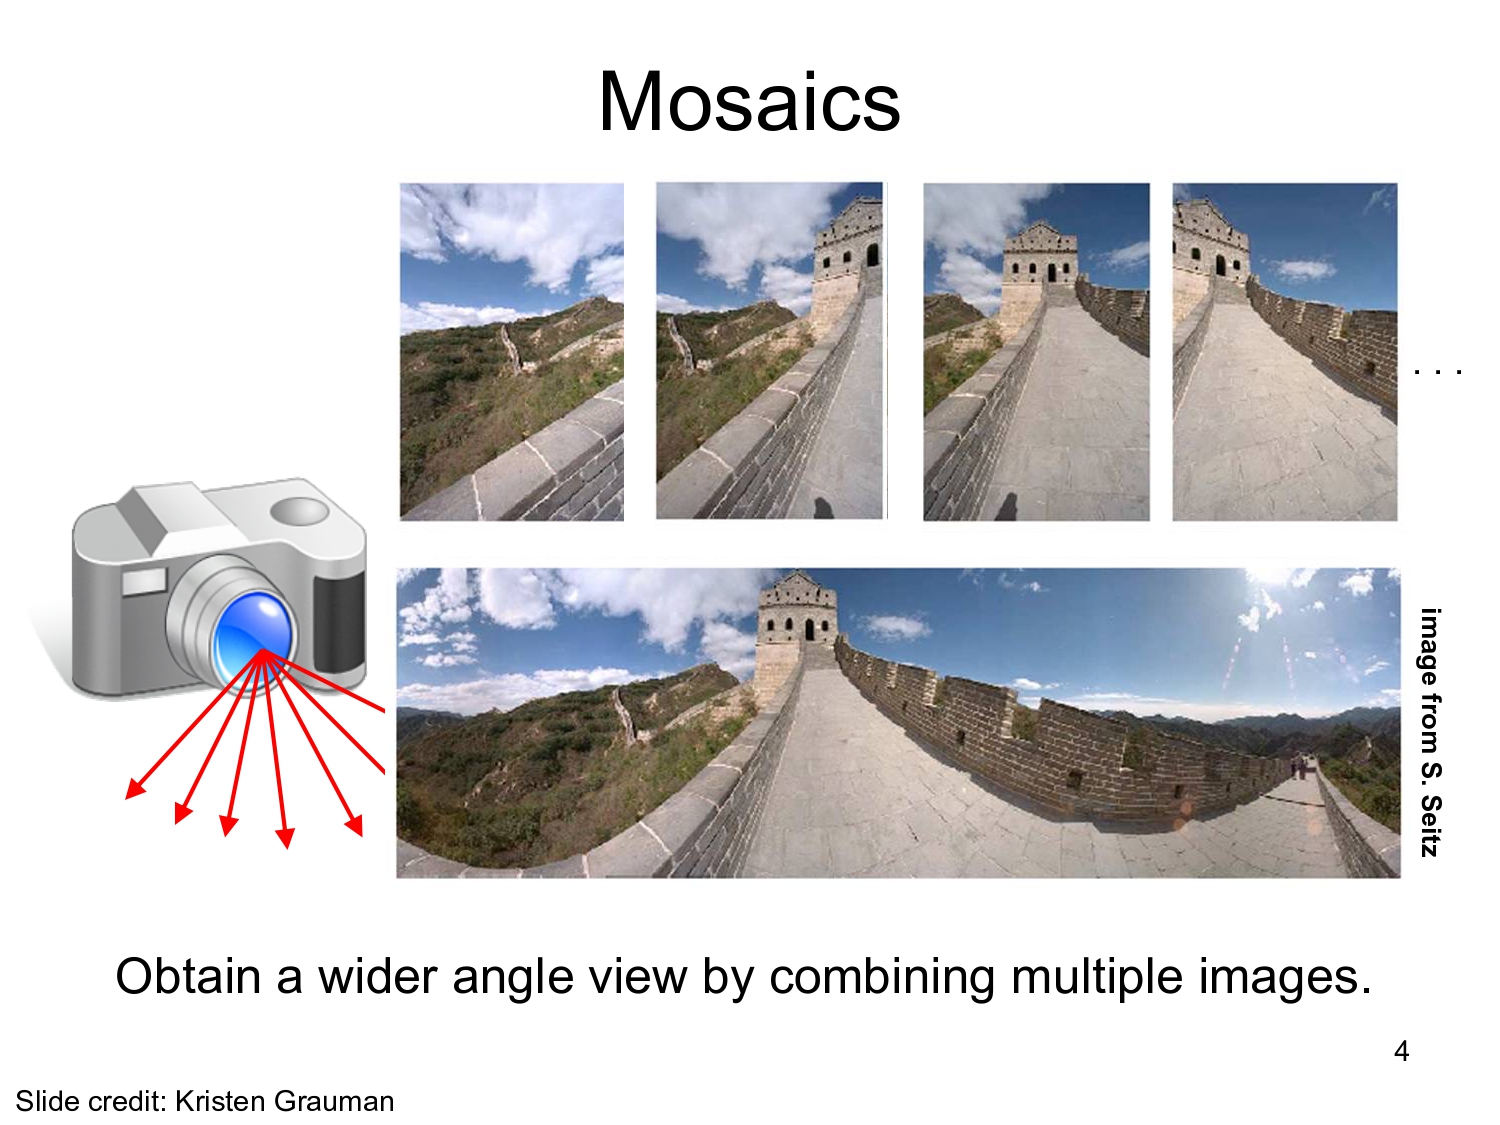 Mosaics
. . .
image from S. Seitz
Obtain a wider angle view by combining multiple images.
4
Slide credit: Kristen Grauman